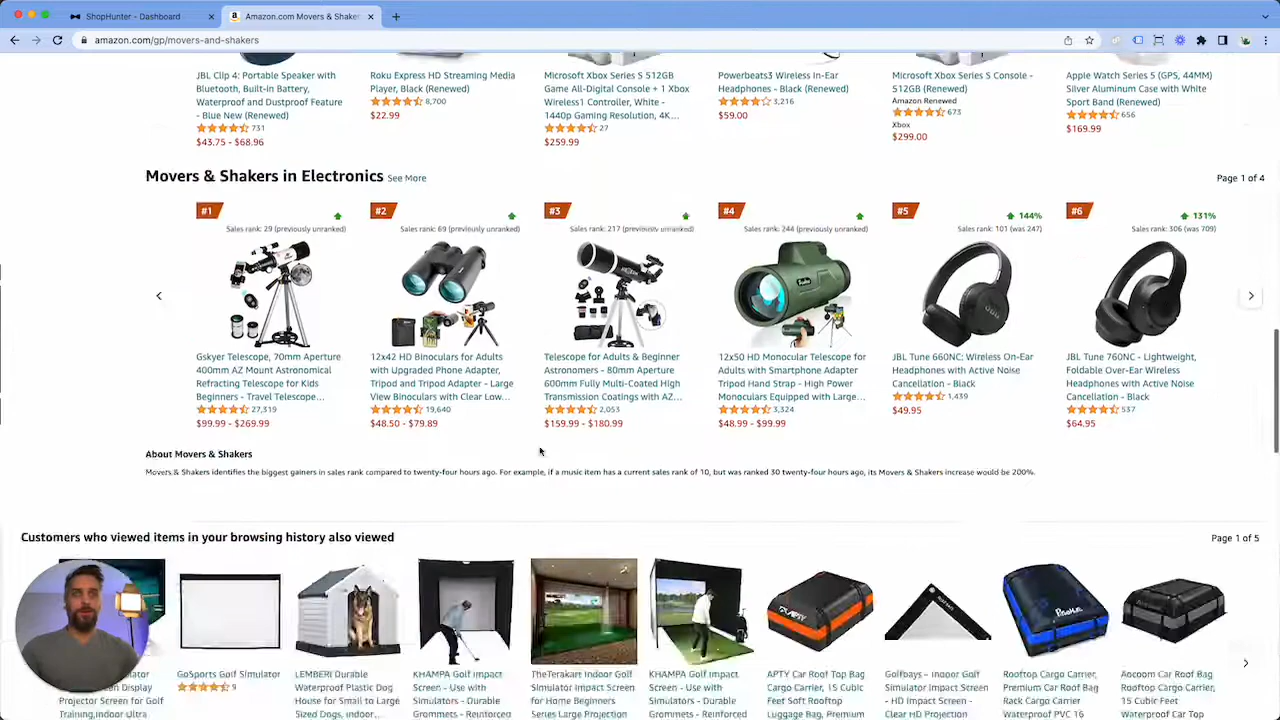 ShopHunter - Dashboard
Amazon.com Movers & Shaker
amazon.com/gp/movers-and-shakers
JBL Clip 4: Portable Speaker with
Bluetooth, Built-in Battery,
Waterproof and Dustproof Feature
- Blue New (Renewed)
731
$43.75 - $68.96
Roku Express HD Streaming Media
Player, Black (Renewed)
8,700
$22.99
Microsoft Xbox Series S 512GB
Game All-Digital Console + 1 Xbox
Wireless1 Controller, White -
1440p Gaming Resolution, 4K...
27
$259.99
Powerbeats3 Wireless In-Ear
Headphones - Black (Renewed)
3,216
$59.00
Microsoft Xbox Series S Console -
512GB (Renewed)
Amazon Renewed
673
Xbox
$299.00
Apple Watch Series 5 (GPS, 44MM)
Silver Aluminum Case with White
Sport Band (Renewed)
656
$169.99
Movers & Shakers in Electronics See More
Page 1 of 4
#1
Sales rank: 29 (previously unranked)
Gskyer Telescope, 70mm Aperture
400mm AZ Mount Astronomical
Refracting Telescope for Kids
Beginners - Travel Telescope...
27,319
$99.99 - $269.99
#2
Sales rank: 69 (previously unranked)
12x42 HD Binoculars for Adults
with Upgraded Phone Adapter,
Tripod and Tripod Adapter - Large
View Binoculars with Clear Low...
19,640
$48.50 - $79.89
#3
Sales rank: 217 (previously unranked)
Telescope for Adults & Beginner
Astronomers - 80mm Aperture
600mm Fully Multi-Coated High
Transmission Coatings with AZ...
2,053
$159.99 - $180.99
#4
Sales rank: 244 (previously unranked)
12x50 HD Monocular Telescope for
Adults with Smartphone Adapter
Tripod Hand Strap - High Power
Monoculars Equipped with Large...
3,324
$48.99 - $99.99
#5
144%
Sales rank: 101 (was 247)
JBL
JBL Tune 660NC: Wireless On-Ear
Headphones with Active Noise
Cancellation - Black
1,439
$49.95
#6
131%
Sales rank: 306 (was 709)
JBL Tune 760NC - Lightweight,
Foldable Over-Ear Wireless
Headphones with Active Noise
Cancellation - Black
537
$64.95
About Movers & Shakers
Movers & Shakers identifies the biggest gainers in sales rank compared to twenty-four hours ago. For example, if a music item has a current sales rank of 10, but was ranked 30 twenty-four hours ago, its Movers & Shakers increase would be 200%.
Customers who viewed items in your browsing history also viewed
Page 1 of 5
Display
Projector Screen for Golf
Training,Indoor Ultra
GoSports Golf Simulator
9
LEMBERI Durable
Waterproof Plastic Dog
House for Small to Large
Sized Dogs, Indoor...
KHAMPA Golf Impact
Screen - Use with
Simulators - Durable
Grommets - Reinforced
TheTerakan Indoor Golf
Simulator Impact Screen
for Home Beginners
Series Large Projection
KHAMPA Golf Impact
Screen - Use with
Simulators - Durable
Grommets - Reinforced
APTY Car Roof Top Bag
Cargo Carrier, 15 Cubic
Feet Soft Rooftop
Luggage Bag, Premium
Golfbays - Indoor Golf
Simulator Impact Screen
- HD Impact Screen -
Clear HD Projection
Rooftop Cargo Carrier,
Premium Car Roof Bag
Rack Cargo Carrier
Waterproof PVC 16
Car Roof Bag
Rooftop Cargo Carrier,
15 Cubic Feet
Waterproof Car Top